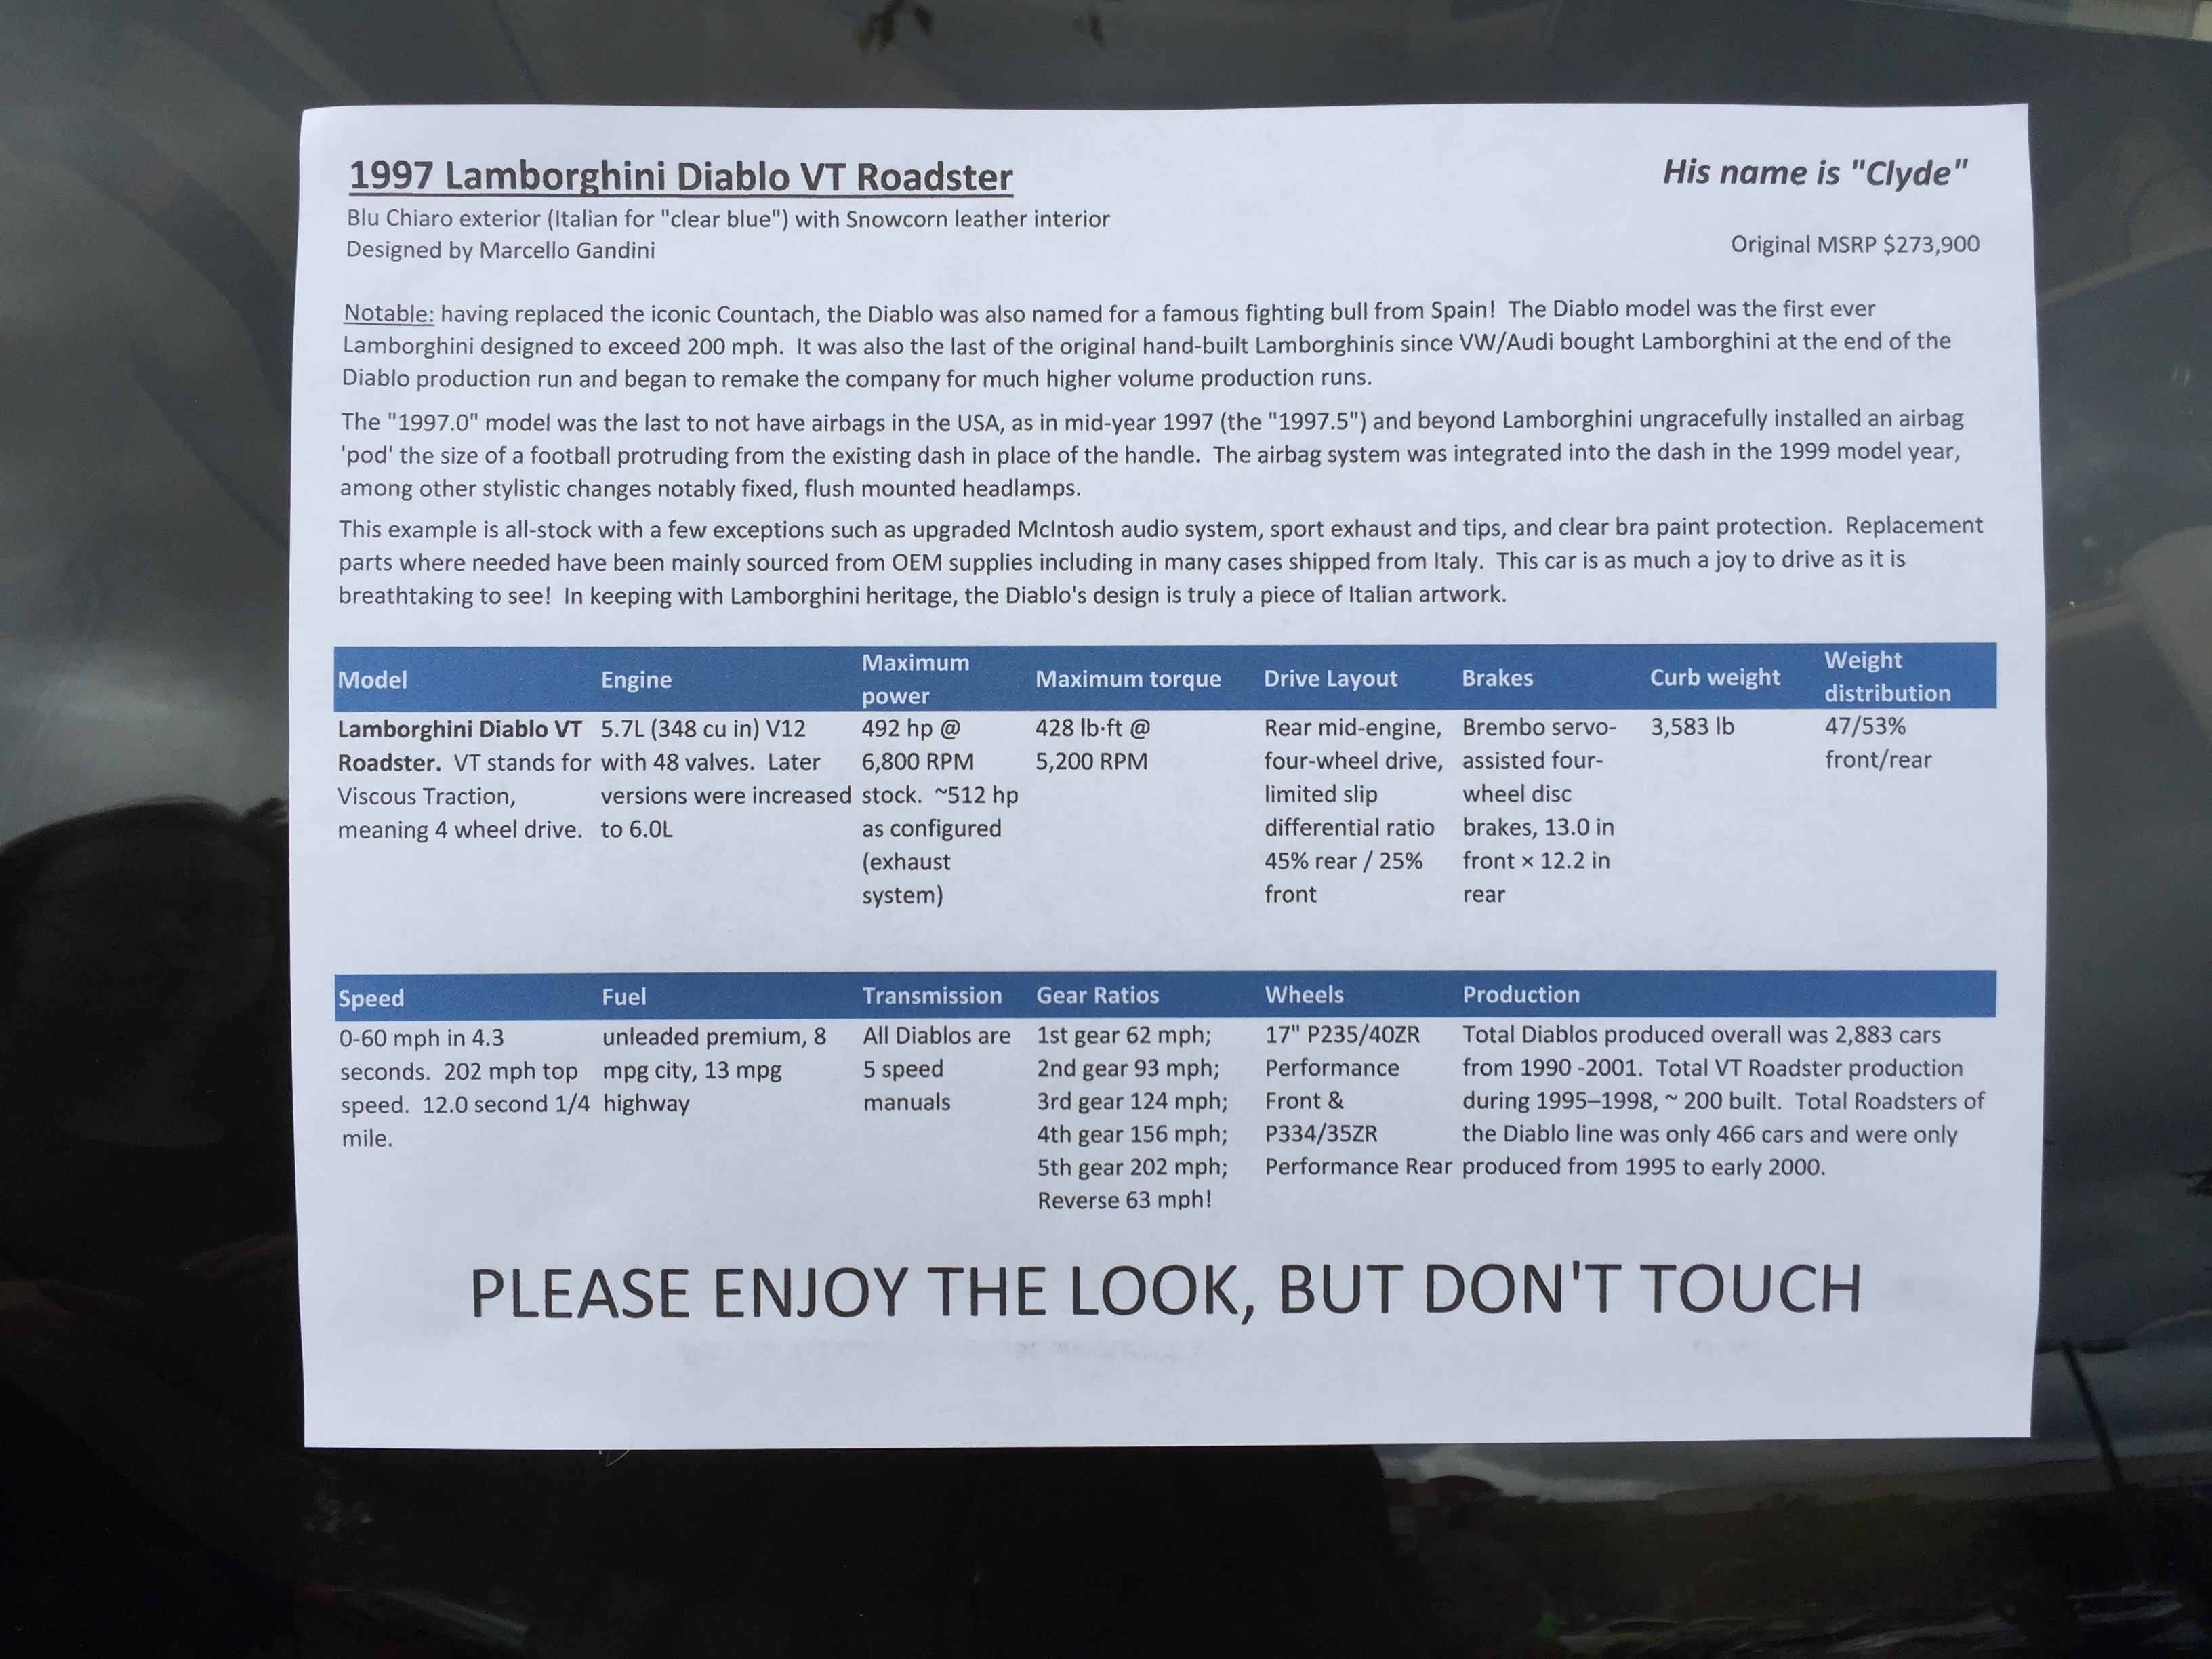 1997 Lamborghini Diablo VT Roadster
His name is "Clyde"
Blu Chiaro exterior (Italian for "clear blue") with Snowcorn leather interior
Designed by Marcello Gandini
Original MSRP $273,900
Notable: having replaced the iconic Countach, the Diablo was also named for a famous fighting bull from Spain! The Diablo model was the first ever
Lamborghini designed to exceed 200 mph. It was also the last of the original hand-built Lamborghinis since VW/Audi bought Lamborghini at the end of the
Diablo production run and began to remake the company for much higher volume production runs.
The "1997.0" model was the last to not have airbags in the USA, as in mid-year 1997 (the "1997.5") and beyond Lamborghini ungracefully installed an airbag
'pod' the size of a football protruding from the existing dash in place of the handle. The airbag system was integrated into the dash in the 1999 model year,
among other stylistic changes notably fixed, flush mounted headlamps.
This example is all-stock with a few exceptions such as upgraded McIntosh audio system, sport exhaust and tips, and clear bra paint protection. Replacement
parts where needed have been mainly sourced from OEM supplies including in many cases shipped from Italy. This car is as much a joy to drive as it is
breathtaking to see! In keeping with Lamborghini heritage, the Diablo's design is truly a piece of Italian artwork.
Model
Lamborghini Diablo VT
Roadster. VT stands for
Viscous Traction,
meaning 4 wheel drive.
Engine
5.7L (348 cu in) V12
with 48 valves. Later
versions were increased
to 6.0L
Maximum
power
492 hp @
6,800 RPM
stock. ~512 hp
as configured
(exhaust
system)
Maximum torque
428 lb·ft @
5,200 RPM
Drive Layout
Rear mid-engine,
four-wheel drive,
limited slip
differential ratio
45% rear / 25%
front
Brakes
Brembo servo-
assisted four-
wheel disc
brakes, 13.0 in
front × 12.2 in
rear
Curb weight
3,583 lb
Weight
distribution
47/53%
front/rear
Speed
0-60 mph in 4.3
seconds. 202 mph top
speed. 12.0 second 1/4
mile.
Fuel
unleaded premium, 8
mpg city, 13 mpg
highway
Transmission
All Diablos are
5 speed
manuals
Gear Ratios
1st gear 62 mph;
2nd gear 93 mph;
3rd gear 124 mph;
4th gear 156 mph;
5th gear 202 mph;
Reverse 63 mph!
Wheels
17" P235/40ZR
Performance
Front &
P334/35ZR
Performance Rear
Production
Total Diablos produced overall was 2,883 cars
from 1990 -2001. Total VT Roadster production
during 1995–1998, ~ 200 built. Total Roadsters of
the Diablo line was only 466 cars and were only
produced from 1995 to early 2000.
PLEASE ENJOY THE LOOK, BUT DON'T TOUCH